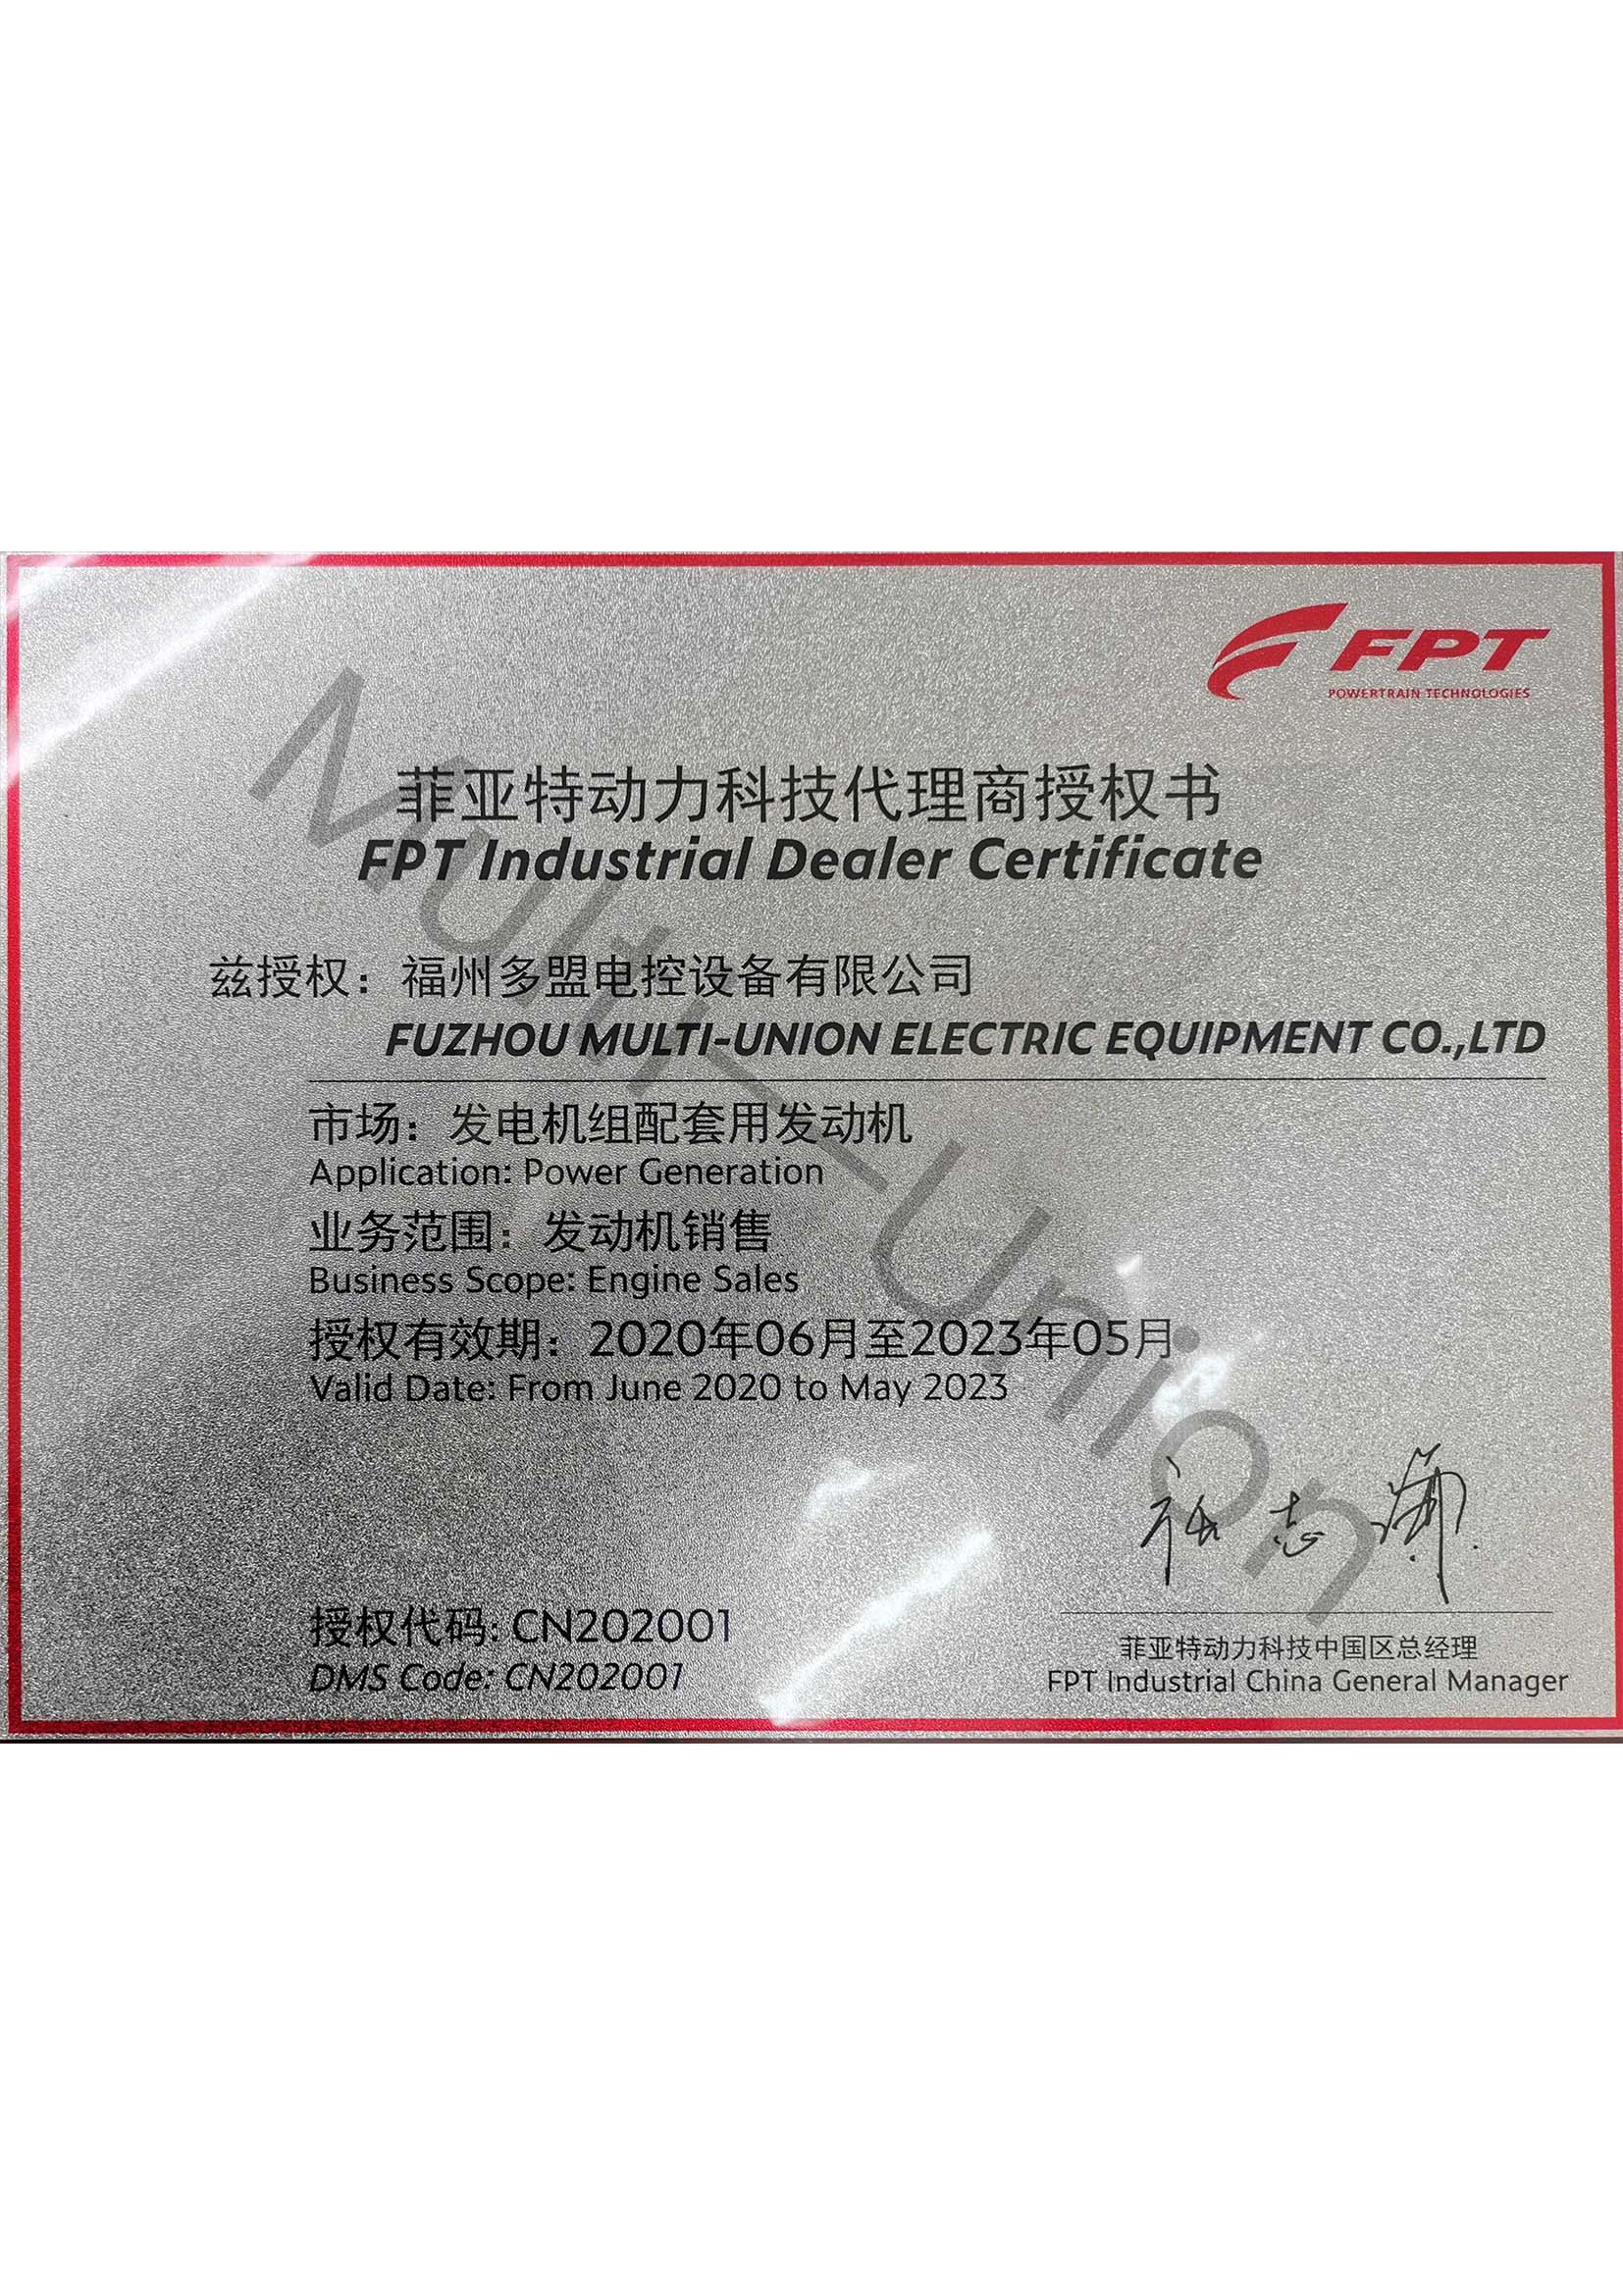 FPT
POWERTRAIN TECHNOLOGIES
菲亚特动力科技代理商授权书
FPT Industrial Dealer Certificate
兹授权：福州多盟电控设备有限公司
FUZHOU MULTI-UNION ELECTRIC EQUIPMENT CO.,LTD
市场：发电机组配套用发动机
Application: Power Generation
业务范围：发动机销售
Business Scope: Engine Sales
授权有效期：2020年06月至2023年05月
Valid Date: From June 2020 to May 2023
授权代码: CN202001
DMS Code: CN202001
菲亚特动力科技中国区总经理
FPT Industrial China General Manager
Multi-Union